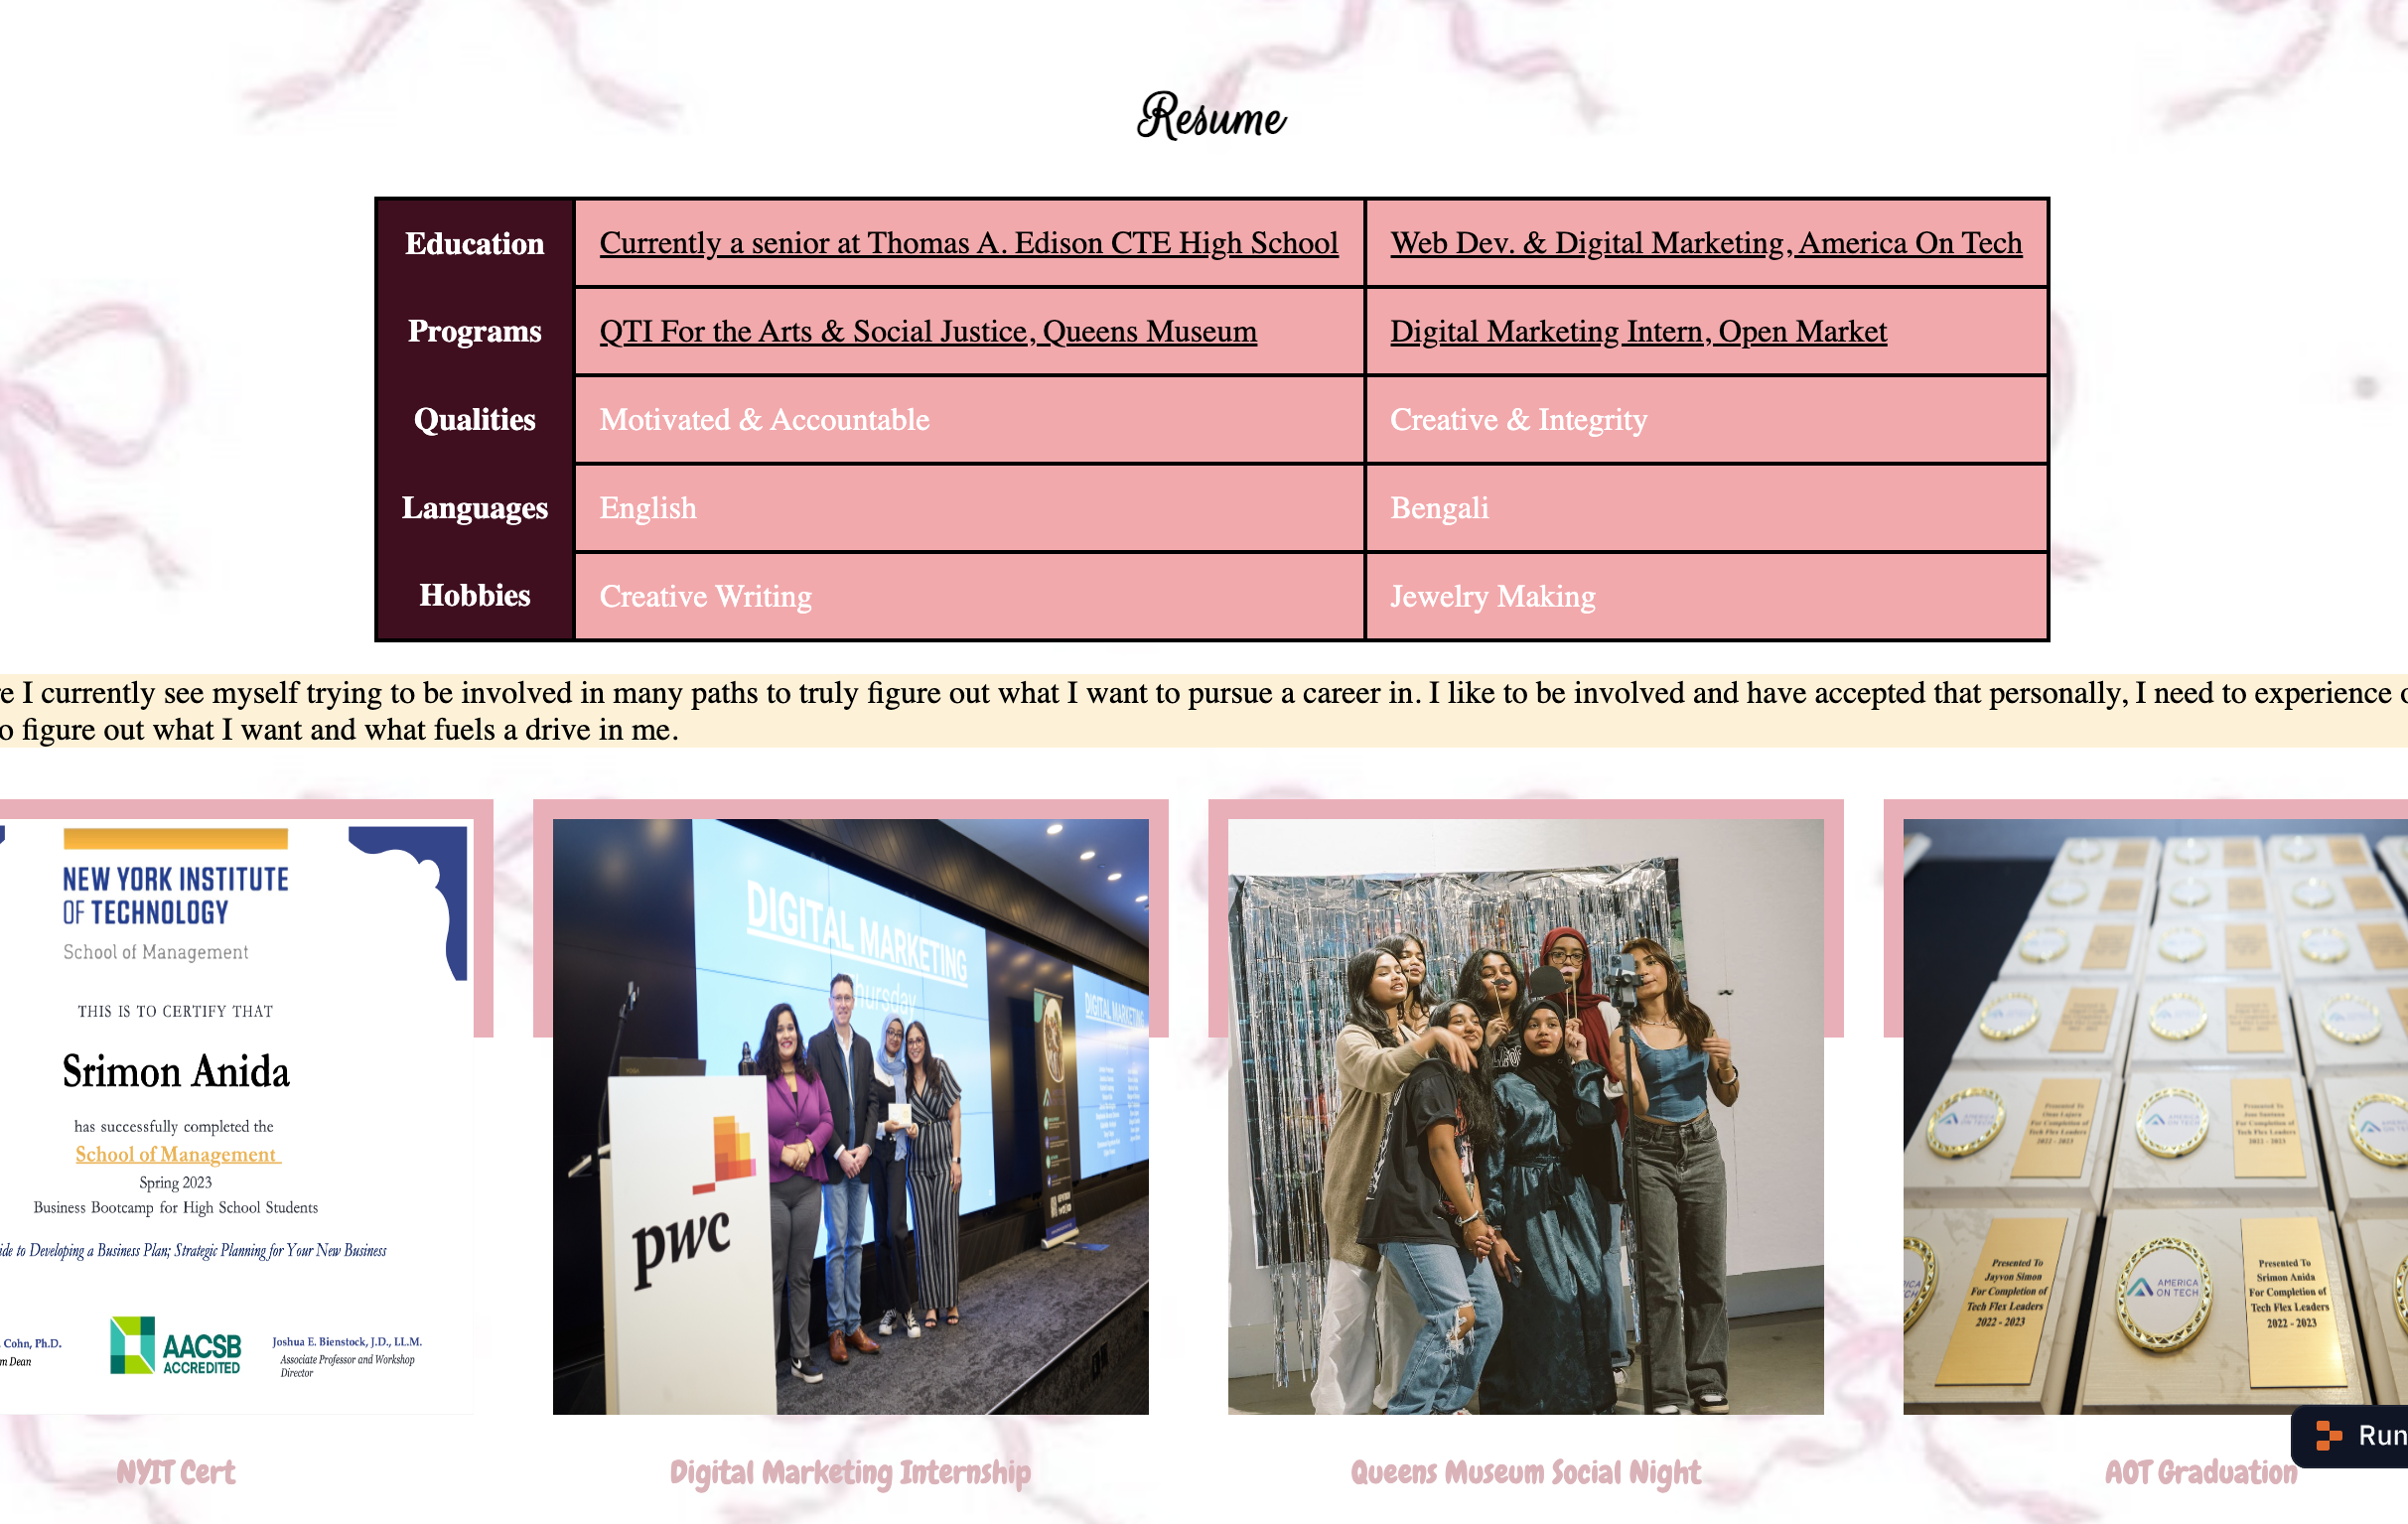 Resume
Education Currently a senior at Thomas A. Edison CTE High School Web Dev. & Digital Marketing, America On Tech
Programs QTI For the Arts & Social Justice, Queens Museum Digital Marketing Intern, Open Market
Qualities Motivated & Accountable Creative & Integrity
Languages English Bengali
Hobbies Creative Writing Jewelry Making
I currently see myself trying to be involved in many paths to truly figure out what I want to pursue a career in. I like to be involved and have accepted that personally, I need to experience
figure out what I want and what fuels a drive in me.
NEW YORK INSTITUTE
OF TECHNOLOGY
School of Management
THIS IS TO CERTIFY THAT
Srimon Anida
has successfully completed the
School of Management
Spring 2023
Business Bootcamp for High School Students
to Developing a Business Plan; Strategic Planning for Your New Business
Cohn, Ph.D.
Dean
AACSB
ACCREDITED
Joshua E. Bienstock, J.D., LL.M.
Associate Professor and Workshop
Director
NYIT Cert
DIGITAL MARKETING
Thursday
DIGITAL MARKETING
pwc
Digital Marketing Internship
Queens Museum Social Night
AMERICA
ON TECH
Presented To
Jayvon Simon
For Completion of
Tech Flex Leaders
2022 - 2023
AMERICA
ON TECH
Presented To
Srimon Anida
For Completion of
Tech Flex Leaders
2022 - 2023
AOT Graduation
Run